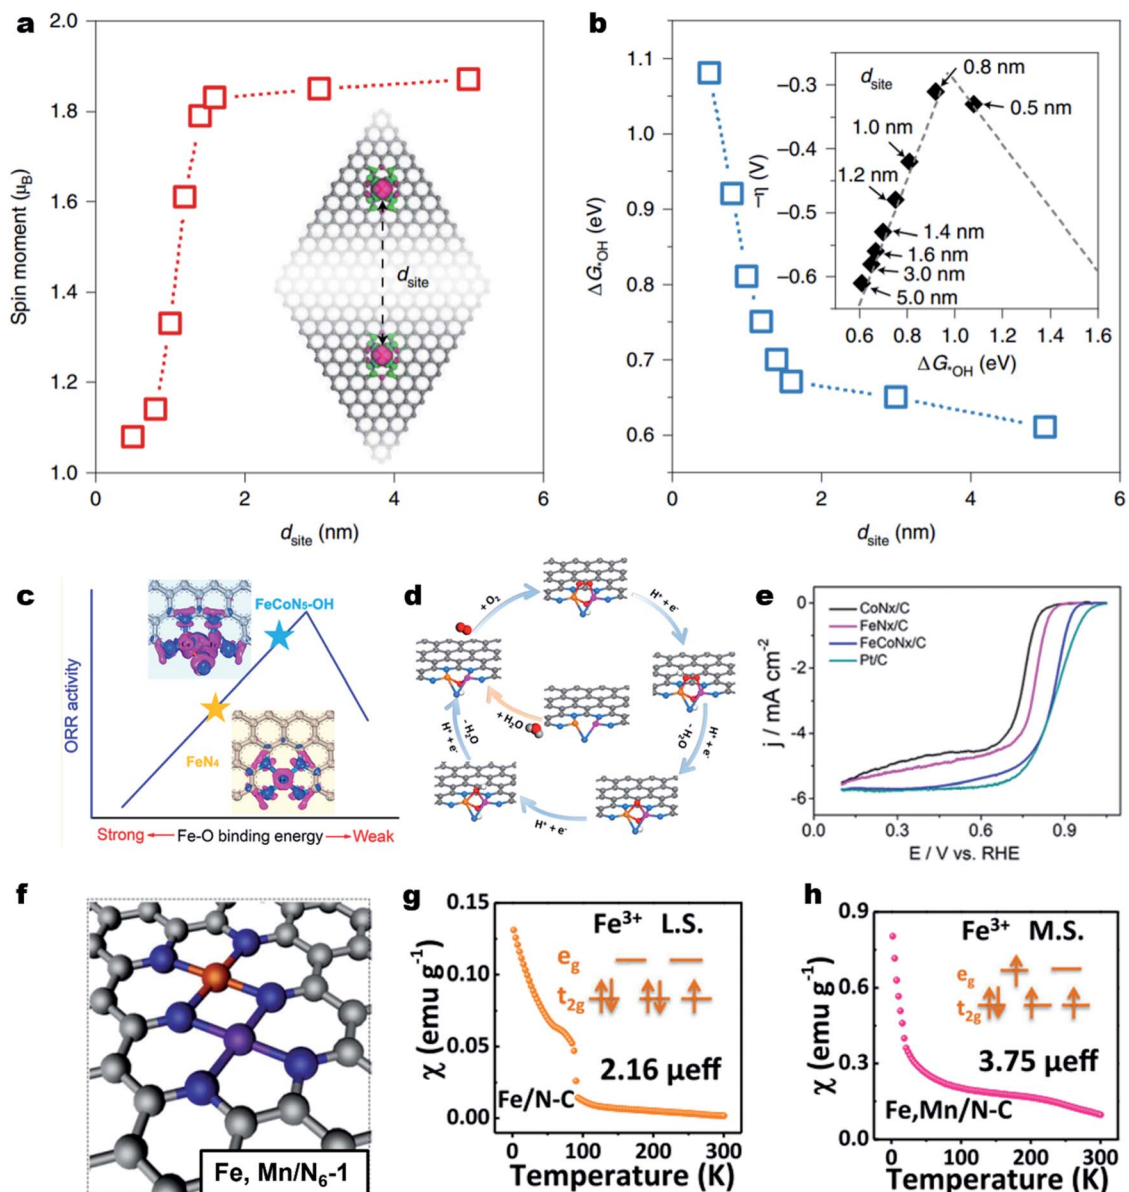 a
2.0
1.8
1.6
1.4
1.2
1.0
Spin moment (μB)
dsite
0 2 4 6
dsite (nm)
b
1.1
1.0
0.9
0.8
0.7
0.6
ΔG*OH (eV)
dsite
0.8 nm
0.5 nm
1.0 nm
1.2 nm
1.4 nm
1.6 nm
3.0 nm
5.0 nm
−0.3
−0.4
−0.5
−0.6
−η (V)
0.6 0.8 1.0 1.6
ΔG*OH (eV)
0 2 4 6
dsite (nm)
c
FeCoN5-OH
FeN4
ORR activity
Strong Fe-O binding energy Weak
d
+ O2
H+ + e-
- H2O
H+ + e-
H+ + e-
- H2O
H+ + e-
+ H2O
e
CoNx/C
FeNx/C
FeCoNx/C
Pt/C
0
-2
-4
-6
j / mA cm-2
0.0 0.3 0.6 0.9
E / V vs. RHE
f
Fe, Mn/N6-1
g
0.15
0.10
0.05
0.00
χ (emu g-1)
Fe3+ L.S.
eg
t2g
2.16 μeff
Fe/N-C
0 100 200 300
Temperature (K)
h
0.9
0.6
0.3
0.0
χ (emu g-1)
Fe3+ M.S.
eg
t2g
3.75 μeff
Fe,Mn/N-C
0 100 200 300
Temperature (K)